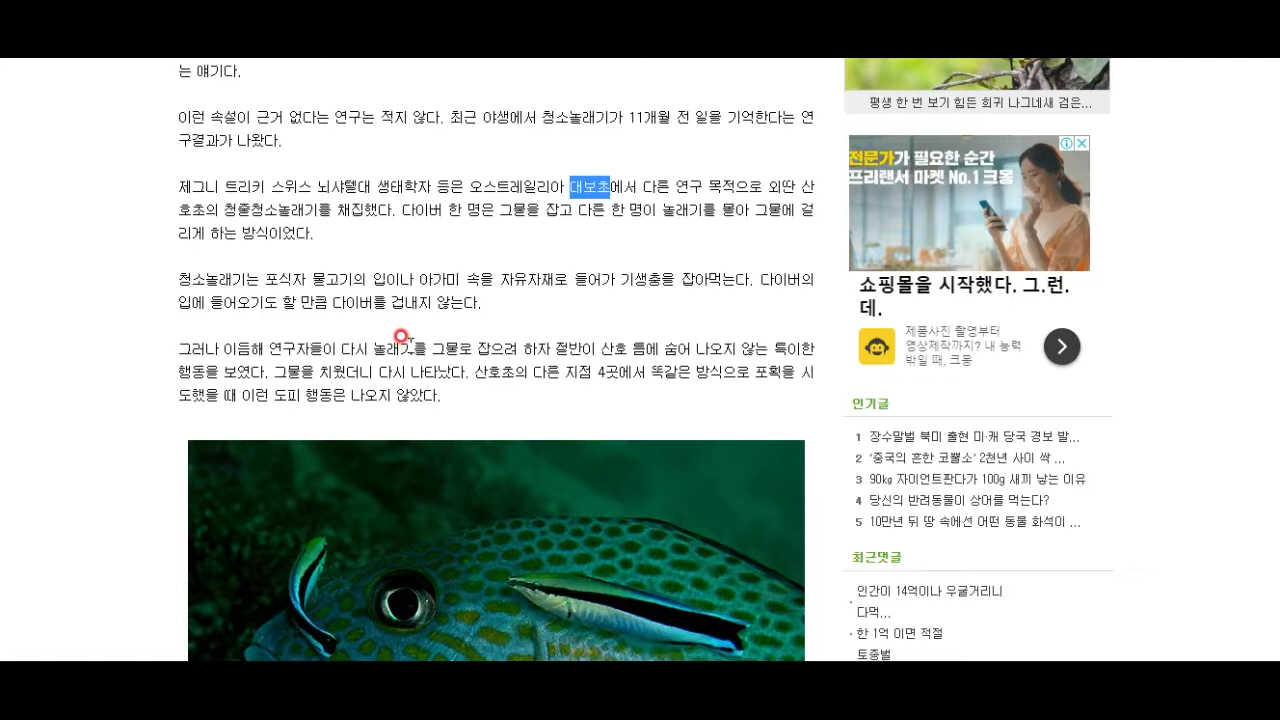 는 얘기다.
이런 속설이 근거 없다는 연구는 적지 않다. 최근 야생에서 청소놀래기가 11개월 전 일을 기억한다는 연
구결과가 나왔다.
제그니 트리키 스위스 뇌샤텔대 생태학자 등은 오스트레일리아 대보초에서 다른 연구 목적으로 외딴 산
호초의 청줄청소놀래기를 채집했다. 다이버 한 명은 그물을 잡고 다른 한 명이 놀래기를 몰아 그물에 걸
리게 하는 방식이었다.
청소놀래기는 포식자 물고기의 입이나 아가미 속을 자유자재로 들어가 기생충을 잡아먹는다. 다이버의
입에 들어오기도 할 만큼 다이버를 겁내지 않는다.
그러나 이듬해 연구자들이 다시 놀래기를 그물로 잡으려 하자 절반이 산호 틈에 숨어 나오지 않는 특이한
행동을 보였다. 그물을 치웠더니 다시 나타났다. 산호초의 다른 지점 4곳에서 똑같은 방식으로 포획을 시
도했을 때 이런 도피 행동은 나오지 않았다.
평생 한 번 보기 힘든 희귀 나그네새 검은...
전문가가 필요한 순간
프리랜서 마켓 No.1 크몽
쇼핑몰을 시작했다. 그.런.
데.
제품사진 촬영부터
영상제작까지? 내 능력
밖일 때, 크몽
인기글
1 장수말벌 북미 출현 미·캐 당국 경보 발...
2 ‘중국의 흔한 코뿔소’ 2천년 사이 싹 ...
3 90kg 자이언트판다가 100g 새끼 낳는 이유
4 당신의 반려동물이 상어를 먹는다?
5 10만년 뒤 땅 속에선 어떤 동물 화석이 ...
최근댓글
· 인간이 14억이나 우굴거리니
다먹...
· 한 1억 이면 적절
토종벌